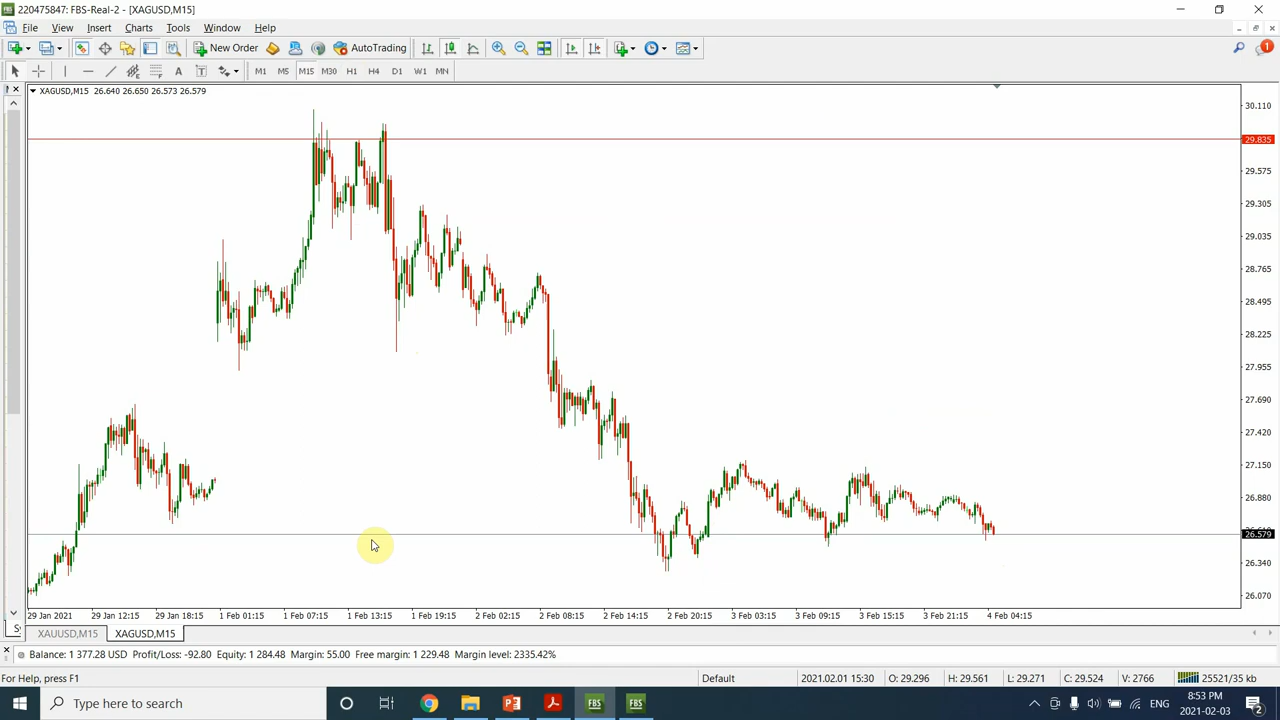 220475847: FBS-Real-2 - [XAGUSD,M15]
File View Insert Charts Tools Window Help
New Order AutoTrading 1
A T M1 M5 M15 M30 H1 H4 D1 W1 MN
XAGUSD,M15 26.640 26.650 26.573 26.579
30.110
29.835
29.575
29.305
29.035
28.765
28.495
28.225
27.955
27.690
27.420
27.150
26.880
26.579
26.340
26.070
29 Jan 2021 29 Jan 12:15 29 Jan 18:15 1 Feb 01:15 1 Feb 07:15 1 Feb 13:15 1 Feb 19:15 2 Feb 02:15 2 Feb 08:15 2 Feb 14:15 2 Feb 20:15 3 Feb 03:15 3 Feb 09:15 3 Feb 15:15 3 Feb 21:15 4 Feb 04:15
XAUUSD,M15 XAGUSD,M15
Balance: 1 377.28 USD Profit/Loss: -92.80 Equity: 1 284.48 Margin: 55.00 Free margin: 1 229.48 Margin level: 2335.42%
For Help, press F1 Default 2021.02.01 15:30 O: 29.296 H: 29.561 L: 29.271 C: 29.524 V: 2766 25521/35 kb
Type here to search FBS FBS ENG 8:53 PM
2021-02-03 2